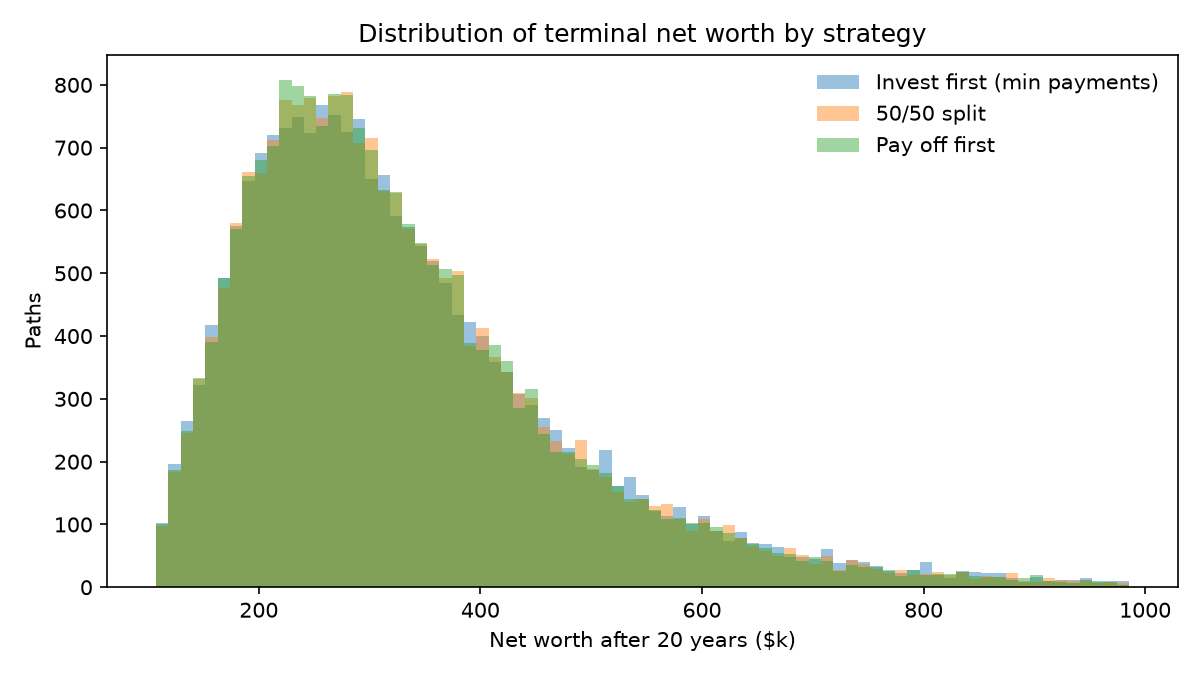 Distribution of terminal net worth by strategy
Invest first (min payments)
50/50 split
Pay off first
800
700
600
500
400
300
200
100
0
Paths
200 400 600 800 1000
Net worth after 20 years ($k)